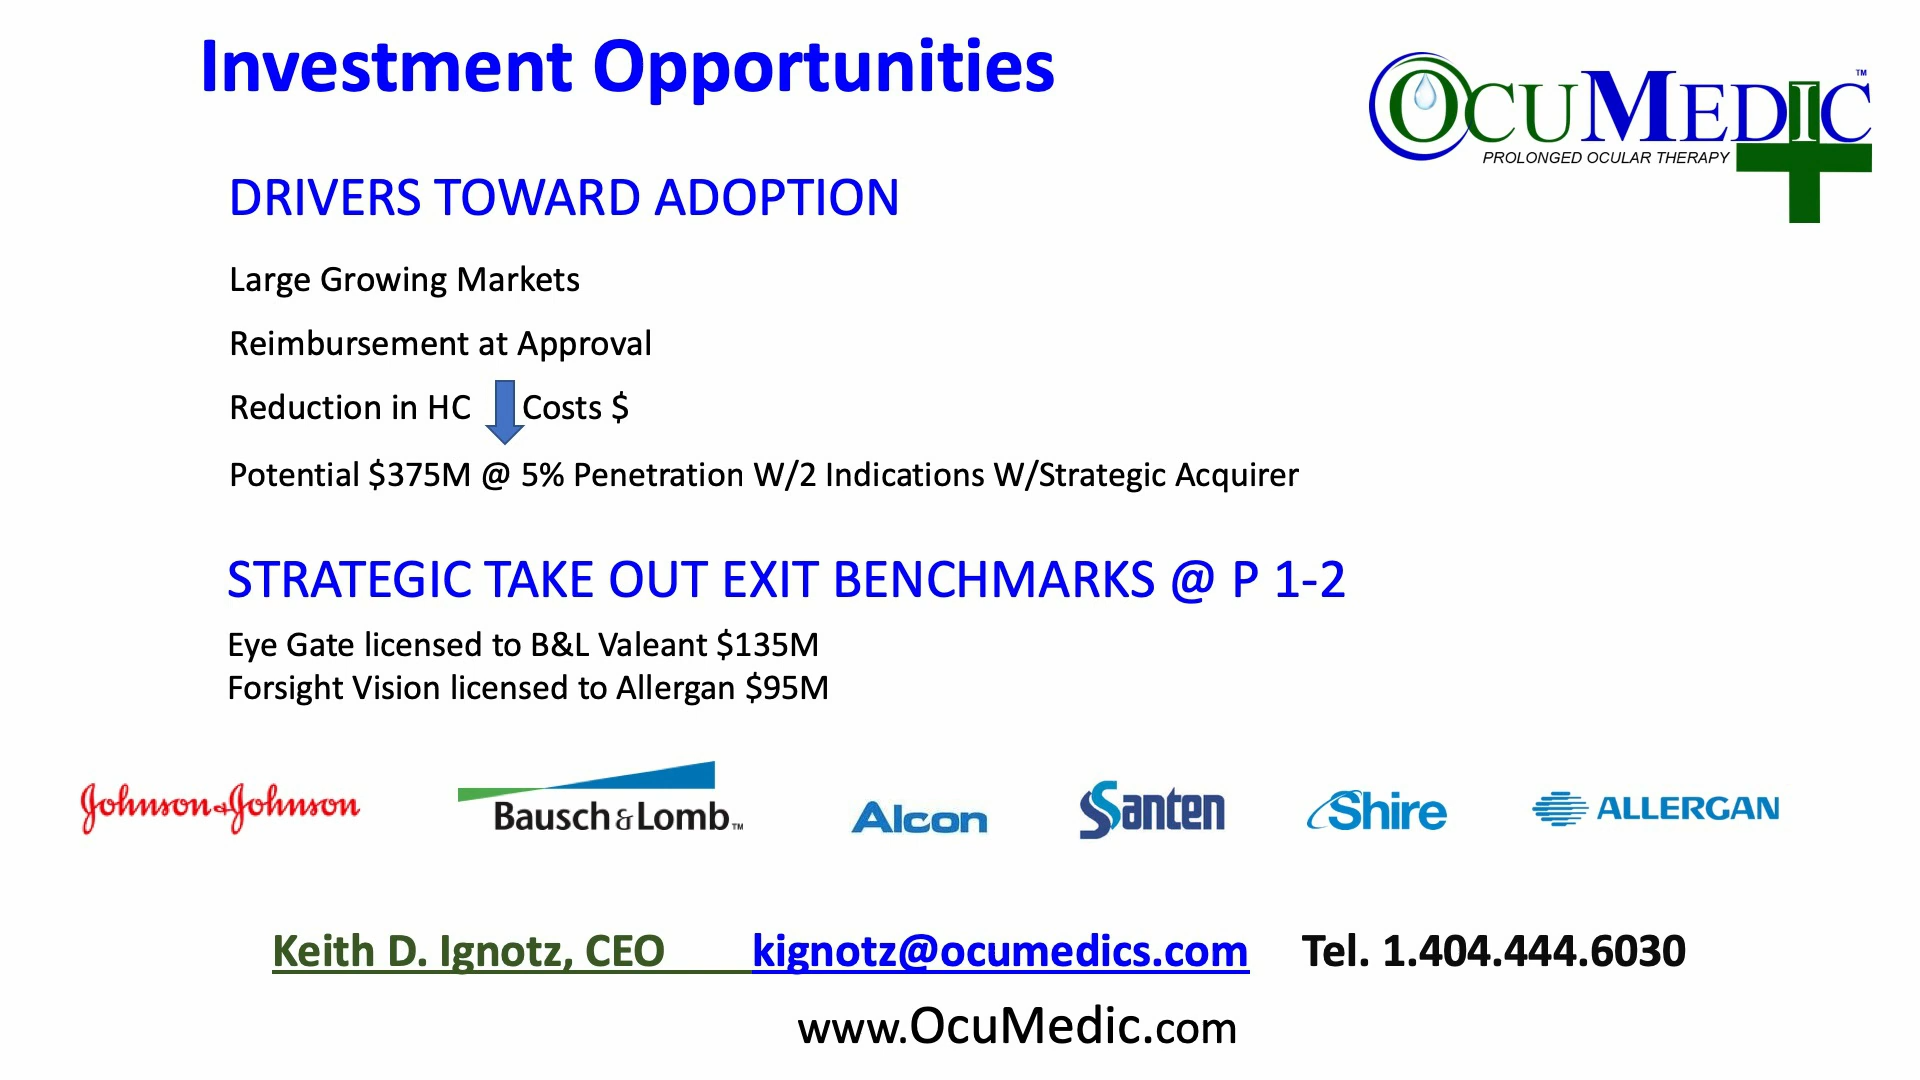 Investment Opportunities
OCUMEDIC™
PROLONGED OCULAR THERAPY
DRIVERS TOWARD ADOPTION
Large Growing Markets
Reimbursement at Approval
Reduction in HC Costs $
Potential $375M @ 5% Penetration W/2 Indications W/Strategic Acquirer
STRATEGIC TAKE OUT EXIT BENCHMARKS @ P 1-2
Eye Gate licensed to B&L Valeant $135M
Forsight Vision licensed to Allergan $95M
Johnson & Johnson Bausch & Lomb™ Alcon Santen Shire ALLERGAN
Keith D. Ignotz, CEO kignotz@ocumedics.com Tel. 1.404.444.6030
www.OcuMedic.com